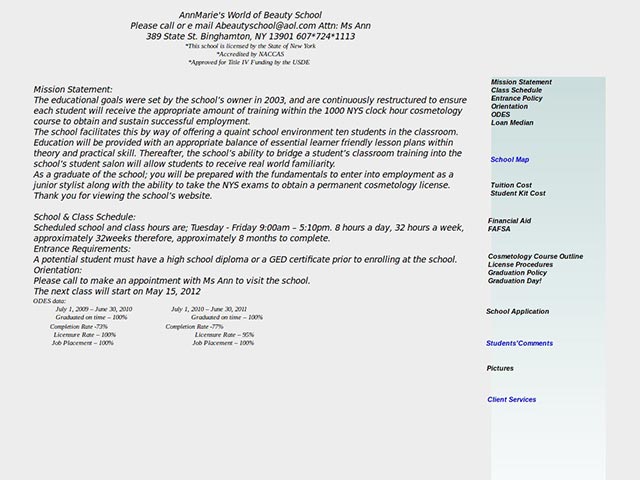 AnnMarie's World of Beauty School
Please call or e mail Abeautyschool@aol.com Attn: Ms Ann
389 State St. Binghamton, NY 13901 607*724*1113
*This school is licensed by the State of New York
*Accredited by NACCAS
*Approved for Title IV Funding by the USDE
Mission Statement:
The educational goals were set by the school's owner in 2003, and are continuously restructured to ensure
each student will receive the appropriate amount of training within the 1000 NYS clock hour cosmetology
course to obtain and sustain successful employment.
The school facilitates this by way of offering a quaint school environment ten students in the classroom.
Education will be provided with an appropriate balance of essential learner friendly lesson plans within
theory and practical skill. Thereafter, the school's ability to bridge a student's classroom training into the
school's student salon will allow students to receive real world familiarity.
As a graduate of the school; you will be prepared with the fundamentals to enter into employment as a
junior stylist along with the ability to take the NYS exams to obtain a permanent cosmetology license.
Thank you for viewing the school's website.
School & Class Schedule:
Scheduled school and class hours are; Tuesday - Friday 9:00am – 5:10pm. 8 hours a day, 32 hours a week,
approximately 32weeks therefore, approximately 8 months to complete.
Entrance Requirements:
A potential student must have a high school diploma or a GED certificate prior to enrolling at the school.
Orientation:
Please call to make an appointment with Ms Ann to visit the school.
The next class will start on May 15, 2012
ODES data:
July 1, 2009 – June 30, 2010 July 1, 2010 – June 30, 2011
Graduated on time – 100% Graduated on time – 100%
Completion Rate -73% Completion Rate -77%
Licensure Rate – 100% Licensure Rate – 95%
Job Placement – 100% Job Placement – 100%
Mission Statement
Class Schedule
Entrance Policy
Orientation
ODES
Loan Median
School Map
Tuition Cost
Student Kit Cost
Financial Aid
FAFSA
Cosmetology Course Outline
License Procedures
Graduation Policy
Graduation Day!
School Application
Students'Comments
Pictures
Client Services